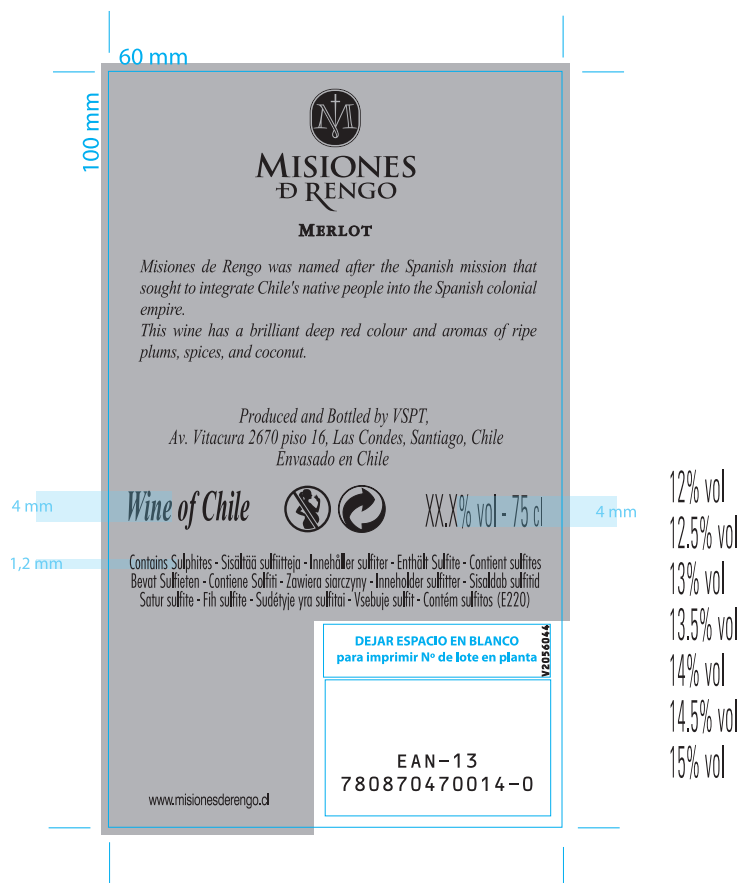 60 mm
100 mm
MISIONES
D RENGO
MERLOT
Misiones de Rengo was named after the Spanish mission that
sought to integrate Chile's native people into the Spanish colonial
empire.
This wine has a brilliant deep red colour and aromas of ripe
plums, spices, and coconut.
Produced and Bottled by VSPT,
Av. Vitacura 2670 piso 16, Las Condes, Santiago, Chile
Envasado en Chile
4 mm
Wine of Chile
XX.X% vol - 75 cl
4 mm
1,2 mm
Contains Sulphites - Sisältää sulfiitteja - Innehåller sulfiter - Enthält Sulfite - Contient sulfites
Bevat Sulfieten - Contiene Solfiti - Zawiera siarczyny - Inneholder sulfitter - Sisaldab sulfitid
Satur sulfite - Fih sulfite - Sudétyje yra sulfitai - Vsebuje sulfit - Contém sulfitos (E220)
DEJAR ESPACIO EN BLANCO
para imprimir Nº de lote en planta
V2056044
EAN-13
780870470014-0
www.misionesderengo.cl
12% vol
12.5% vol
13% vol
13.5% vol
14% vol
14.5% vol
15% vol